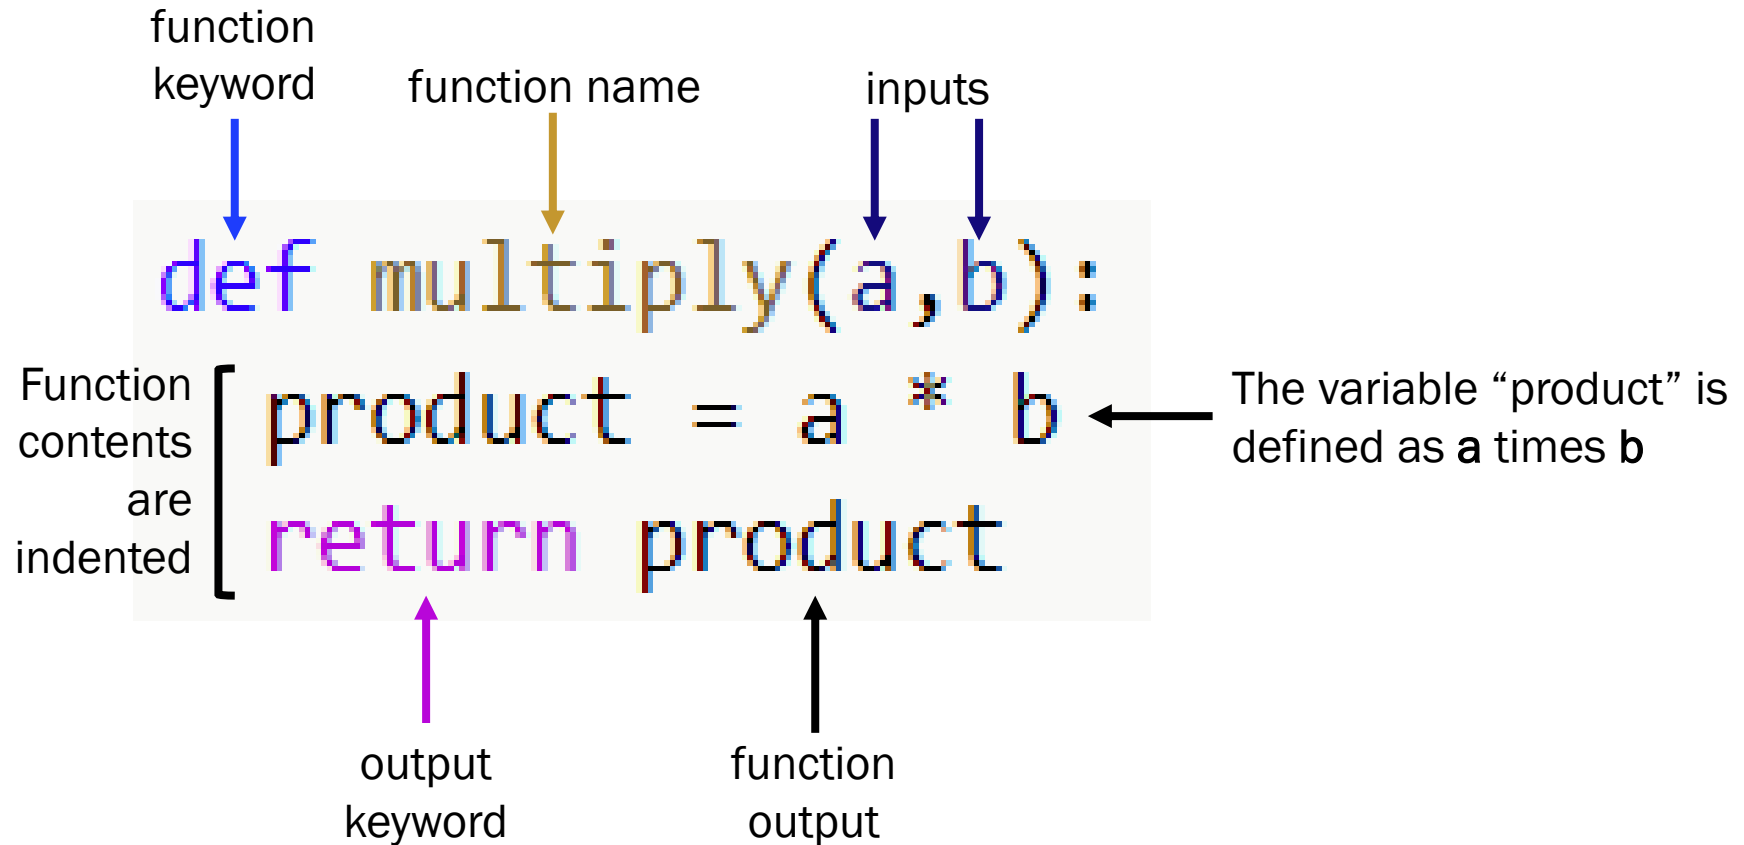 function
keyword
function name
inputs
def multiply(a,b):
Function
contents
are
indented
product = a * b
The variable “product” is
defined as a times b
return product
output
keyword
function
output